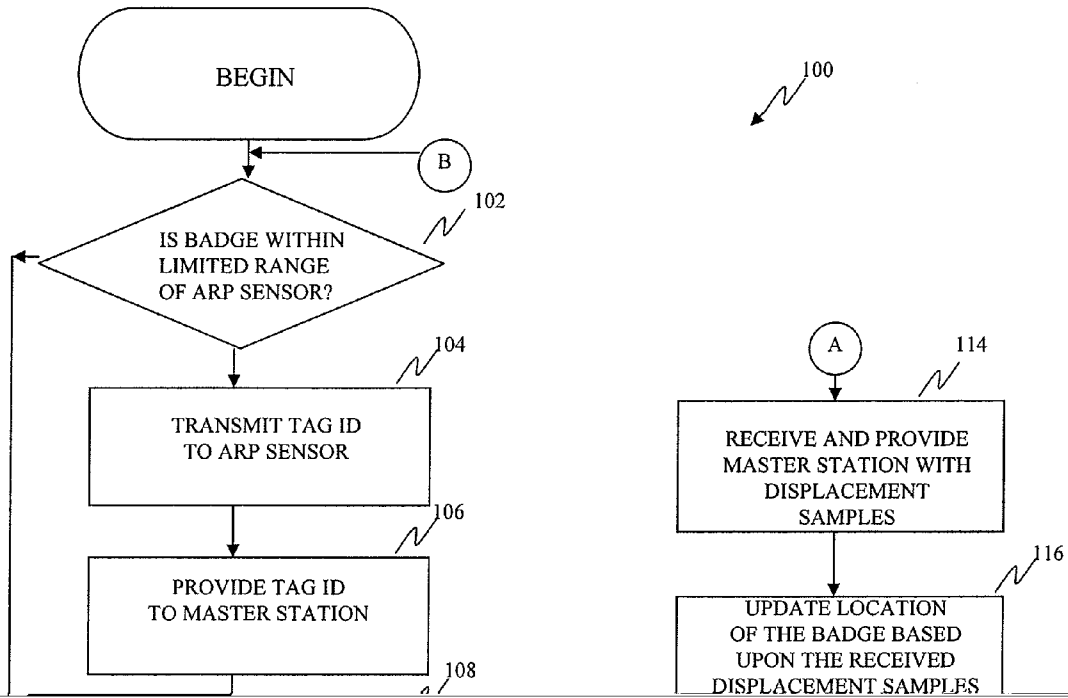 BEGIN
100
B
102
IS BADGE WITHIN
LIMITED RANGE
OF ARP SENSOR?
104
TRANSMIT TAG ID
TO ARP SENSOR
106
PROVIDE TAG ID
TO MASTER STATION
108
A
114
RECEIVE AND PROVIDE
MASTER STATION WITH
DISPLACEMENT
SAMPLES
116
UPDATE LOCATION
OF THE BADGE BASED
UPON THE RECEIVED
DISPLACEMENT SAMPLES